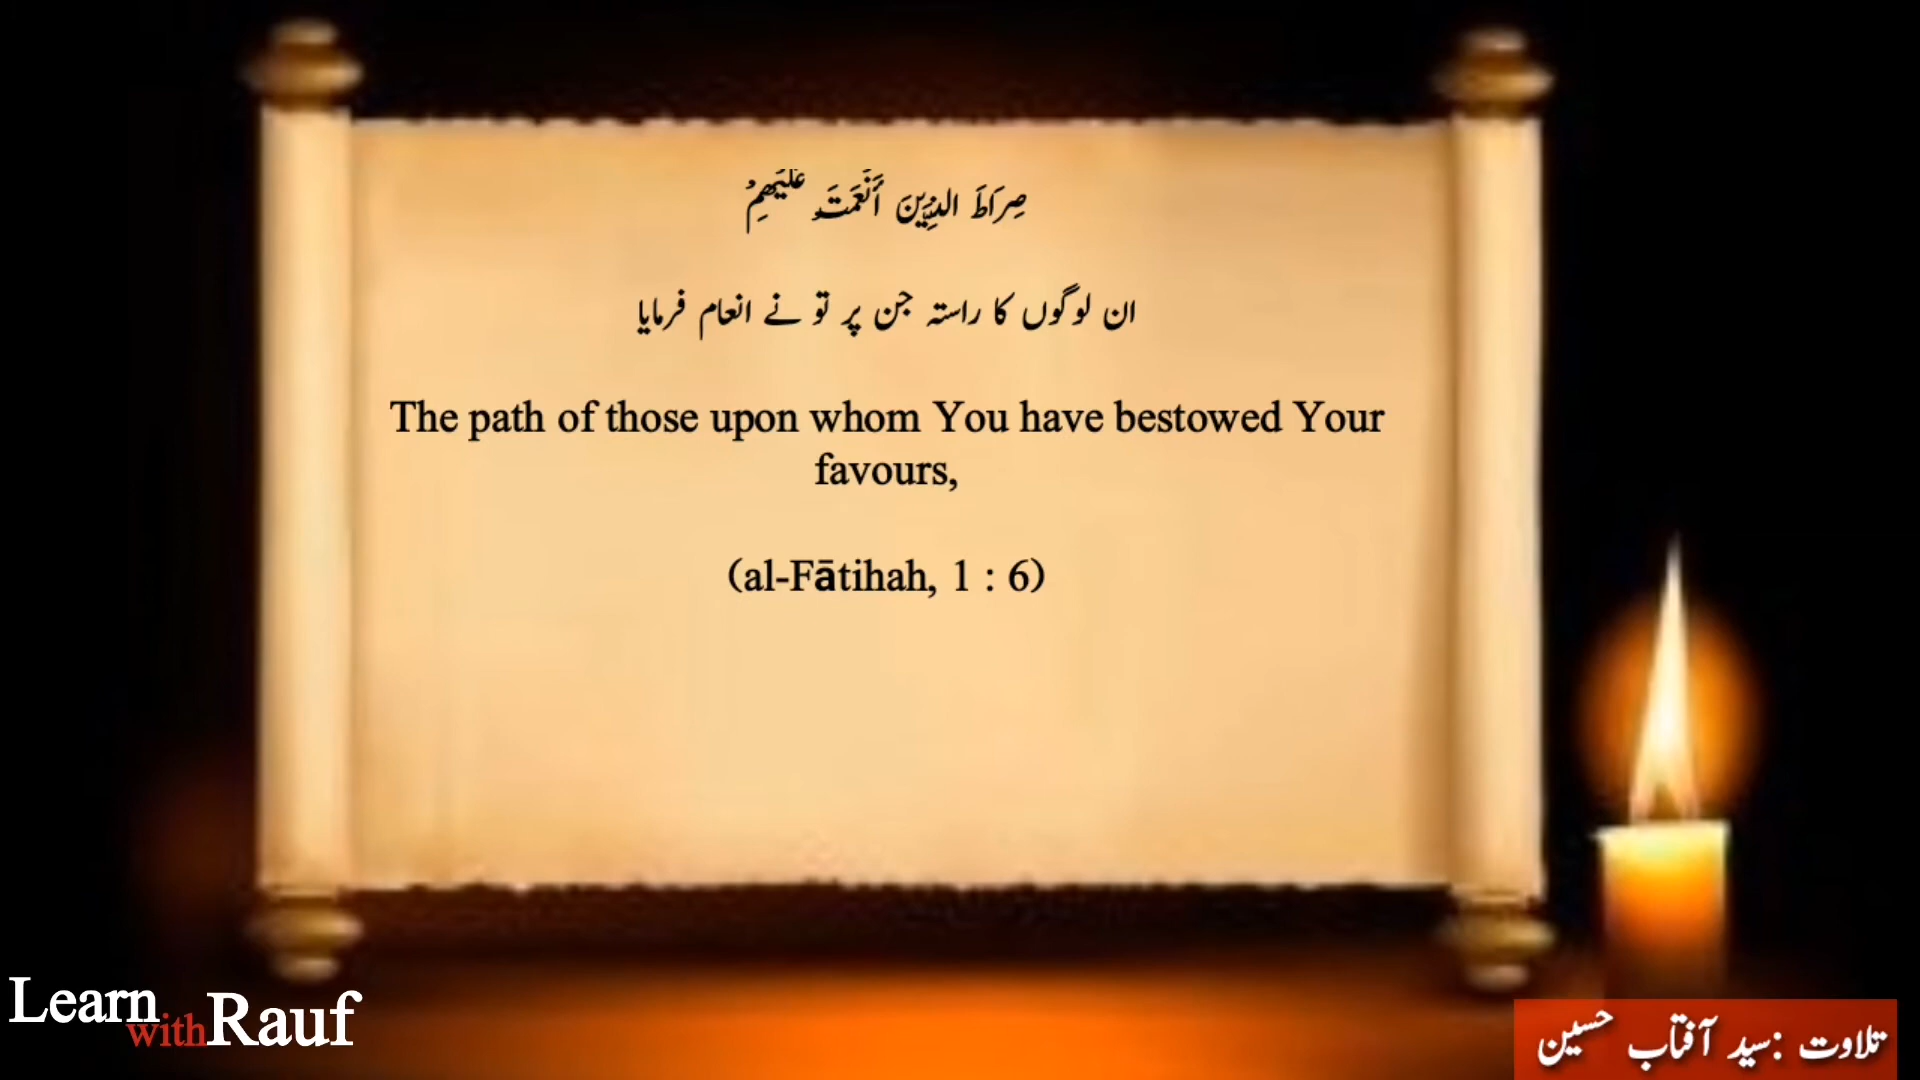 صِرَاطَ الَّذِيْنَ أَنْعَمْتَ عَلَيْهِمْ
ان لوگوں کا راستہ جن پر تو نے انعام فرمایا
The path of those upon whom You have bestowed Your
favours,
(al-Fātihah, 1 : 6)
Learn with Rauf
تلاوت :سید آفتاب حسین